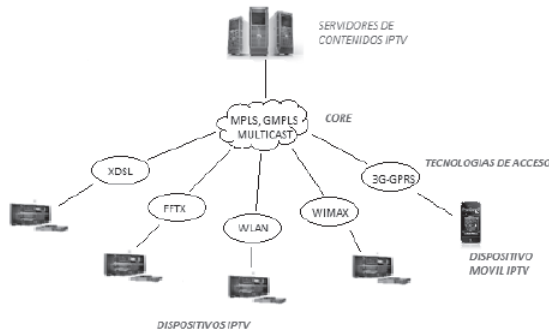 SERVIDORES DE
CONTENIDOS IPTV
MPLS, GMPLS
MULTICAST
CORE
TECNOLOGIAS DE ACCESO
XDSL
3G-GPRS
FFTX
WIMAX
WLAN
DISPOSITIVO
MOVIL IPTV
DISPOSITIVOS IPTV